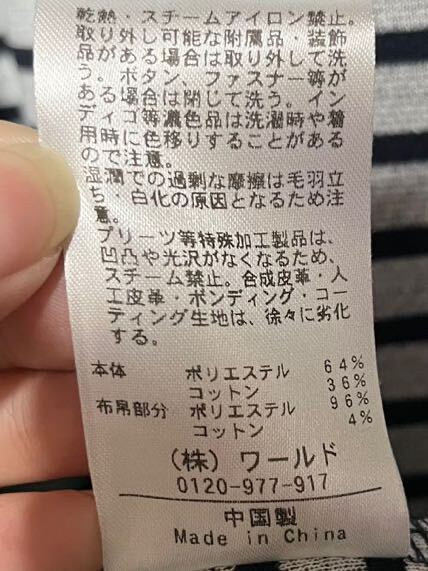 乾熱・スチームアイロン禁止。
取り外し可能な附属品・装飾
品がある場合は取り外して洗
う。ボタン、ファスナー等が
ある場合は閉じて洗う。イン
ディゴ等濃色品は洗濯時や着
用時に色移りすることがある
ので注意。
湿潤での過剰な摩擦は毛羽立
ち・白化の原因となるため注
意。
プリーツ等特殊加工製品は、
凹凸や光沢がなくなるため、
スチーム禁止。合成皮革・人
工皮革・ボンディング・コー
ティング生地は、徐々に劣化
する。
本体 ポリエステル 64%
コットン 36%
布帛部分 ポリエステル 96%
コットン 4%
(株) ワールド
0120-977-917
中国製
Made in China